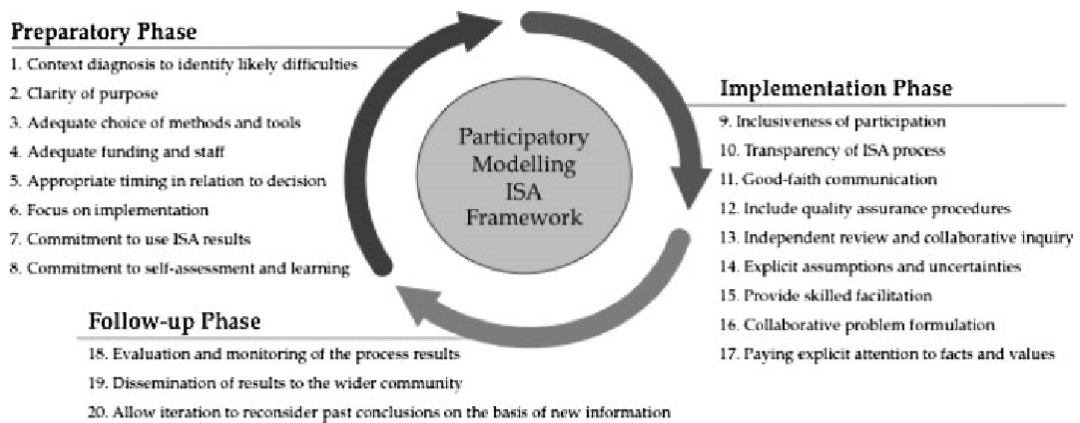 Preparatory Phase
1. Context diagnosis to identify likely difficulties
2. Clarity of purpose
3. Adequate choice of methods and tools
4. Adequate funding and staff
5. Appropriate timing in relation to decision
6. Focus on implementation
7. Commitment to use ISA results
8. Commitment to self-assessment and learning
Participatory
Modelling
ISA
Framework
Implementation Phase
9. Inclusiveness of participation
10. Transparency of ISA process
11. Good-faith communication
12. Include quality assurance procedures
13. Independent review and collaborative inquiry
14. Explicit assumptions and uncertainties
15. Provide skilled facilitation
16. Collaborative problem formulation
17. Paying explicit attention to facts and values
Follow-up Phase
18. Evaluation and monitoring of the process results
19. Dissemination of results to the wider community
20. Allow iteration to reconsider past conclusions on the basis of new information